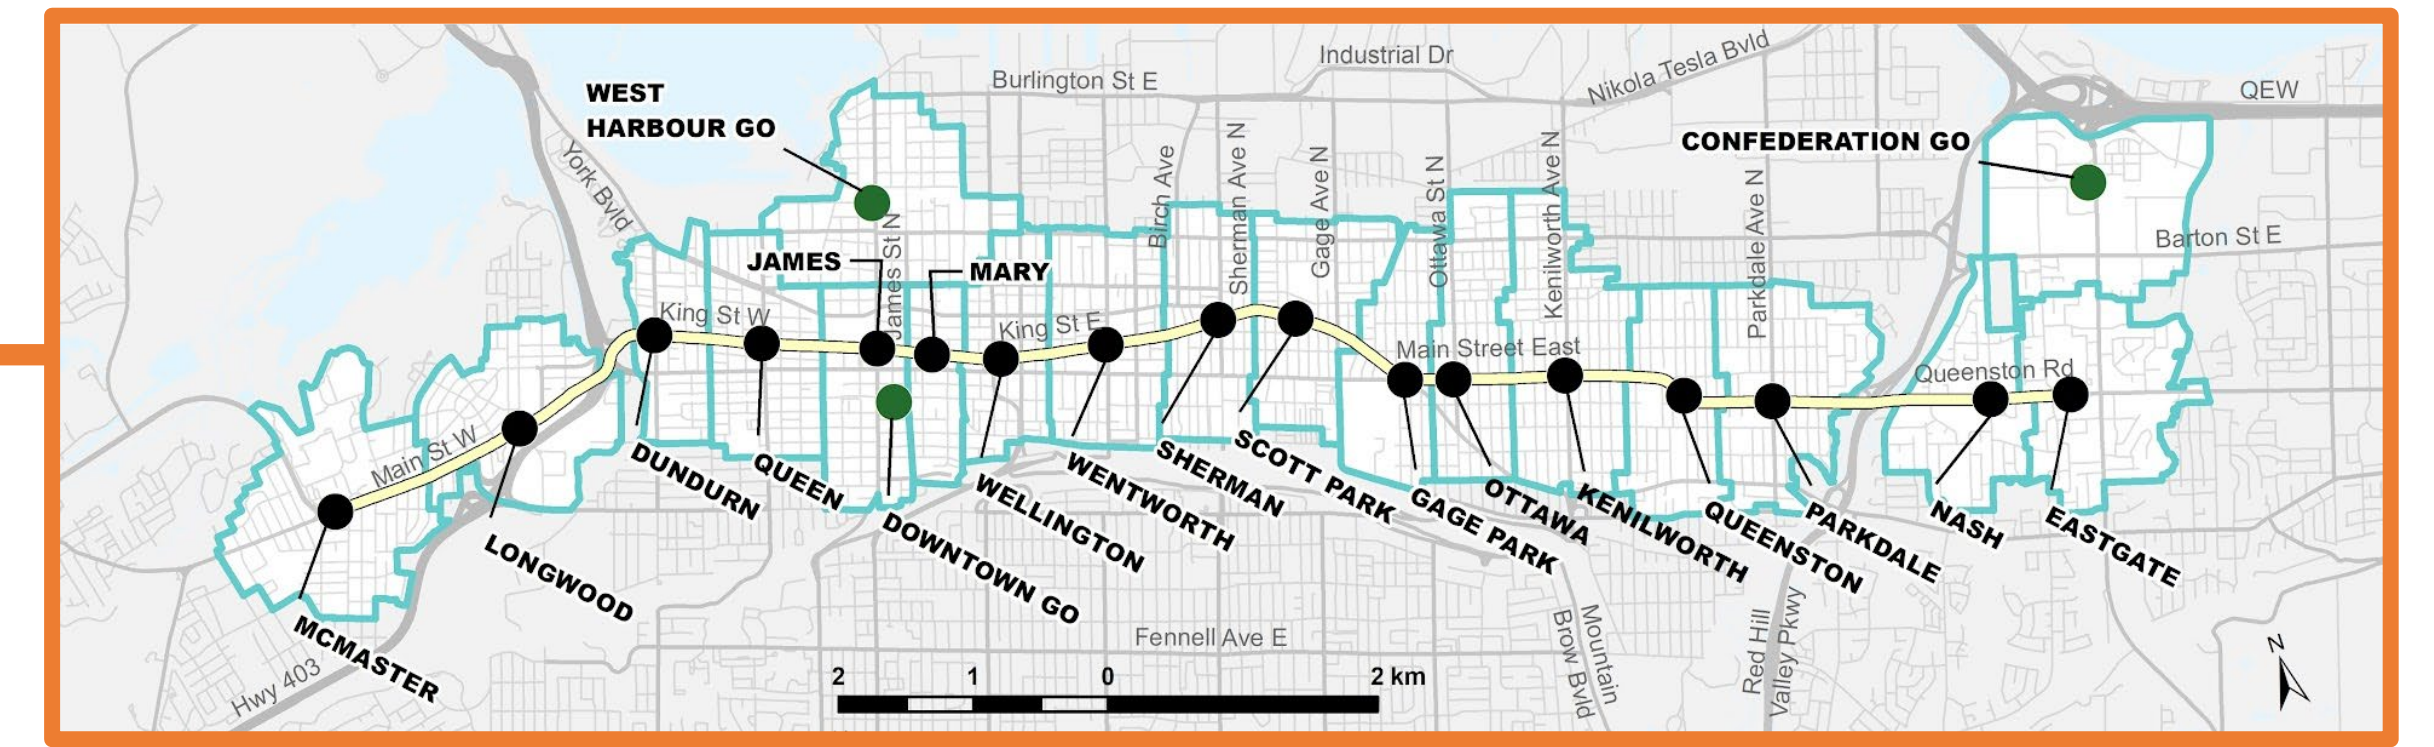 Industrial Dr
Nikola Tesla Bvld
Burlington St E
QEW
WEST
HARBOUR GO
CONFEDERATION GO
York Bvld
Birch Ave
Sherman Ave N
Gage Ave N
Ottawa St N
Kenilworth Ave N
Parkdale Ave N
James St N
Barton St E
JAMES
MARY
King St W
King St E
Main Street East
Queenston Rd
Main St W
DUNDURN
QUEEN
DOWNTOWN GO
WELLINGTON
WENTWORTH
SHERMAN
SCOTT PARK
GAGE PARK
OTTAWA
KENILWORTH
QUEENSTON
PARKDALE
NASH
EASTGATE
LONGWOOD
MCMASTER
Hwy 403
Fennell Ave E
Mountain
Brow Bvld
Red Hill
Valley Pkwy
N
2 1 0 2 km